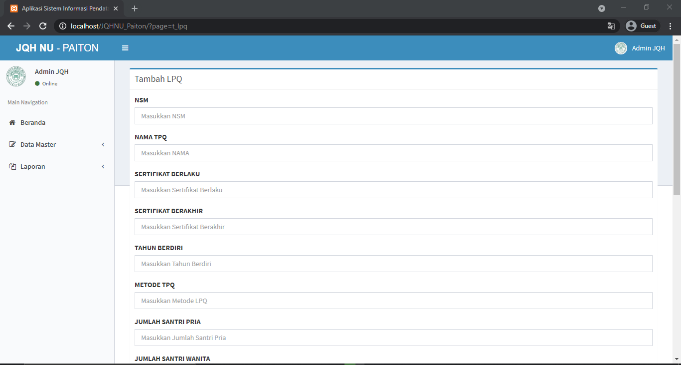 Aplikasi Sistem Informasi Pendat
localhost/JQHNU_Paiton/?page=t_lpq
Guest
JQH NU - PAITON
Admin JQH
Admin JQH
Online
Main Navigation
Beranda
Data Master
Laporan
Tambah LPQ
NSM
Masukkan NSM
NAMA TPQ
Masukkan NAMA
SERTIFIKAT BERLAKU
Masukkan Sertifikat Berlaku
SERTIFIKAT BERAKHIR
Masukkan Sertifikat Berakhir
TAHUN BERDIRI
Masukkan Tahun Berdiri
METODE TPQ
Masukkan Metode LPQ
JUMLAH SANTRI PRIA
Masukkan Jumlah Santri Pria
JUMLAH SANTRI WANITA